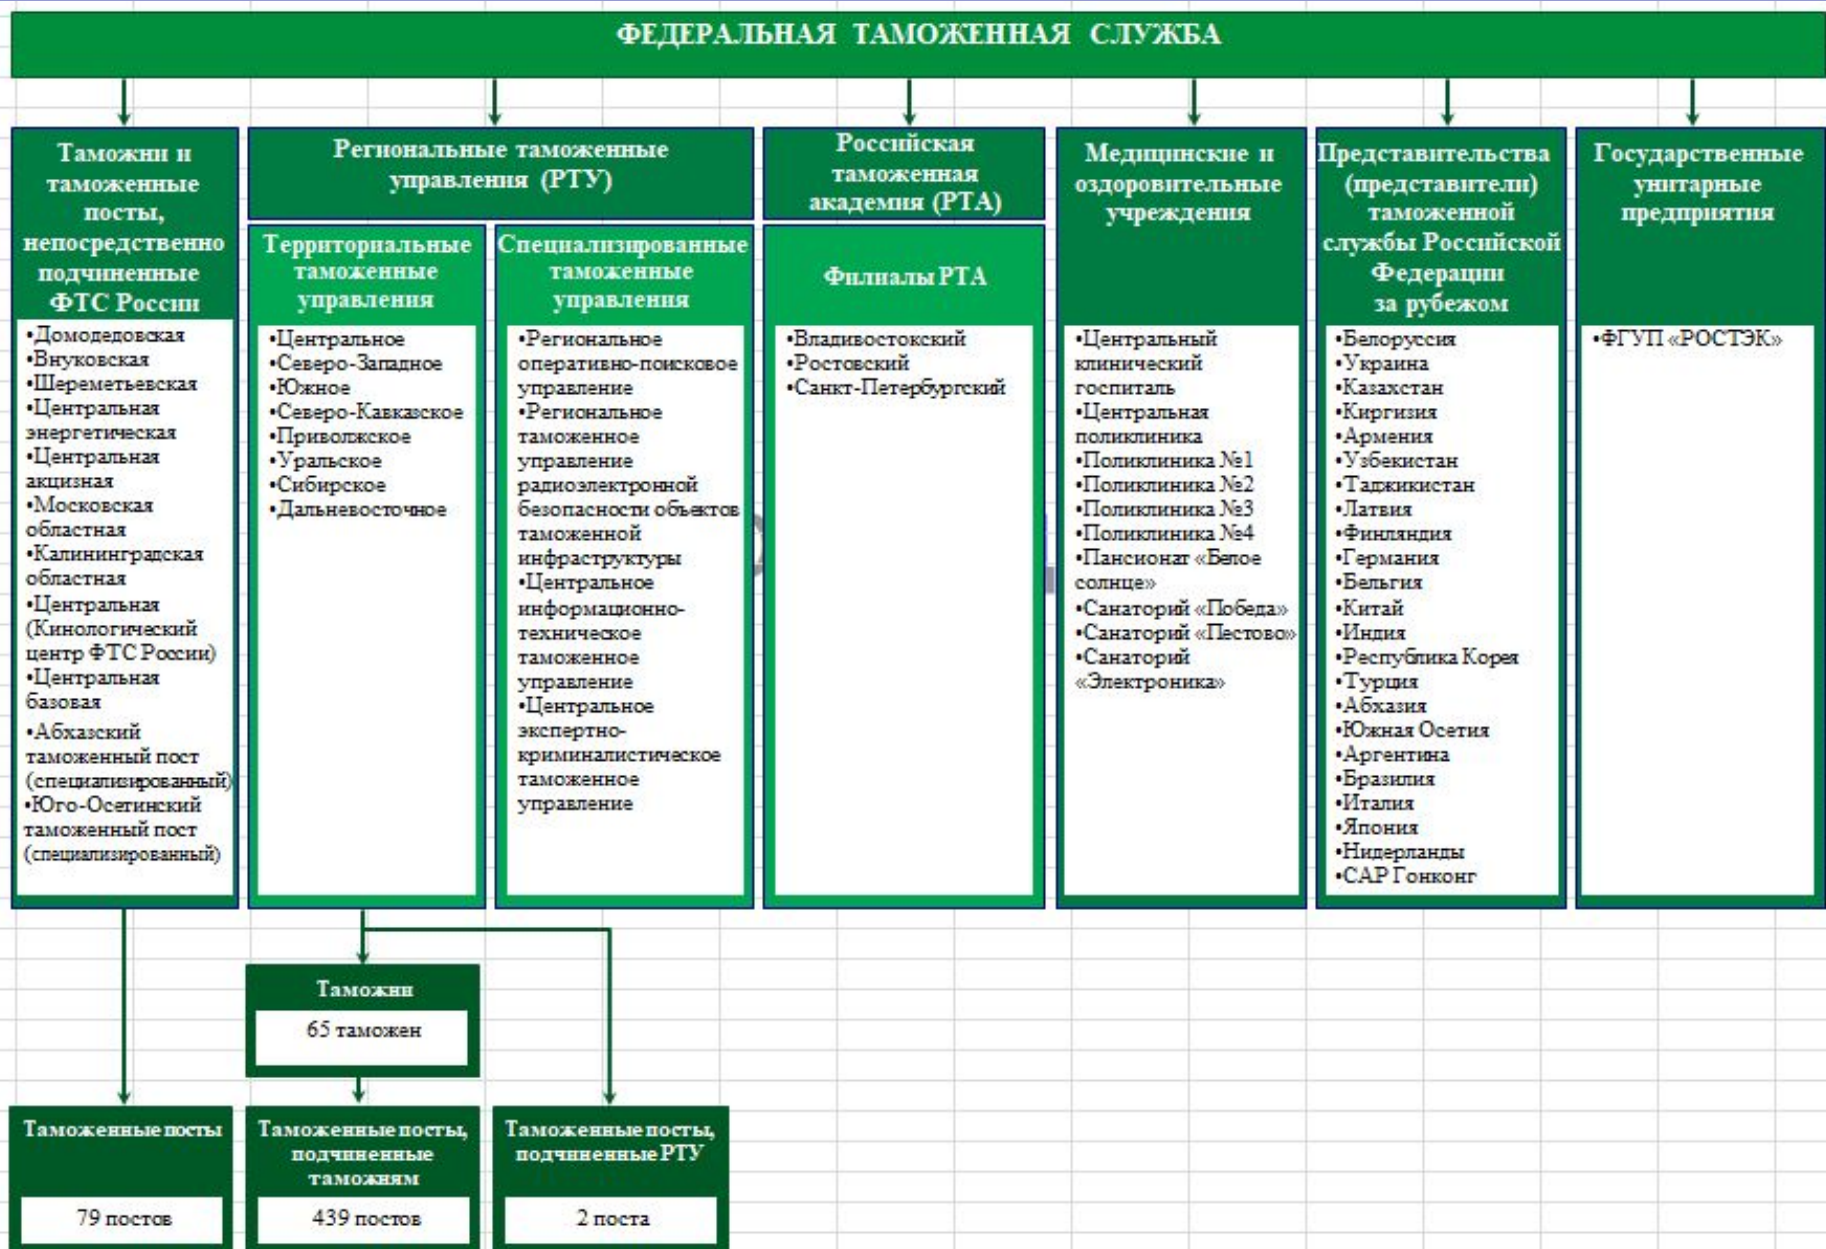 ФЕДЕРАЛЬНАЯ ТАМОЖЕННАЯ СЛУЖБА
Таможни и
таможенные
посты,
непосредственно
подчиненные
ФТС России
•Домодедовская
•Внуковская
•Шереметьевская
•Центральная
энергетическая
•Центральная
акцизная
•Московская
областная
•Калининградская
областная
•Центральная
(Кинологический
центр ФТС России)
•Центральная
базовая
•Абхазский
таможенный пост
(специализированный)
•Юго-Осетинский
таможенный пост
(специализированный)
Региональные таможенные
управления (РТУ)
Территориальные
таможенные
управления
•Центральное
•Северо-Западное
•Южное
•Северо-Кавказское
•Приволжское
•Уральское
•Сибирское
•Дальневосточное
Специализированные
таможенные
управления
•Региональное
оперативно-поисковое
управление
•Региональное
таможенное
управление
радиоэлектронной
безопасности объектов
таможенной
инфраструктуры
•Центральное
информационно-
техническое
таможенное
управление
•Центральное
экспертно-
криминалистическое
таможенное
управление
Российская
таможенная
академия (РТА)
Филиалы РТА
•Владивостокский
•Ростовский
•Санкт-Петербургский
Медицинские и
оздоровительные
учреждения
•Центральный
клинический
госпиталь
•Центральная
поликлиника
•Поликлиника №1
•Поликлиника №2
•Поликлиника №3
•Поликлиника №4
•Пансионат «Белое
солнце»
•Санаторий «Победа»
•Санаторий «Пестово»
•Санаторий
«Электроника»
Представительства
(представители)
таможенной
службы Российской
Федерации
за рубежом
•Белоруссия
•Украина
•Казахстан
•Киргизия
•Армения
•Узбекистан
•Таджикистан
•Латвия
•Финляндия
•Германия
•Бельгия
•Китай
•Индия
•Республика Корея
•Турция
•Абхазия
•Южная Осетия
•Аргентина
•Бразилия
•Италия
•Япония
•Нидерланды
•САР Гонконг
Государственные
унитарные
предприятия
•ФГУП «РОСТЭК»
Таможни
65 таможен
Таможенные посты
79 постов
Таможенные посты,
подчиненные
таможням
439 постов
Таможенные посты,
подчиненные РТУ
2 поста